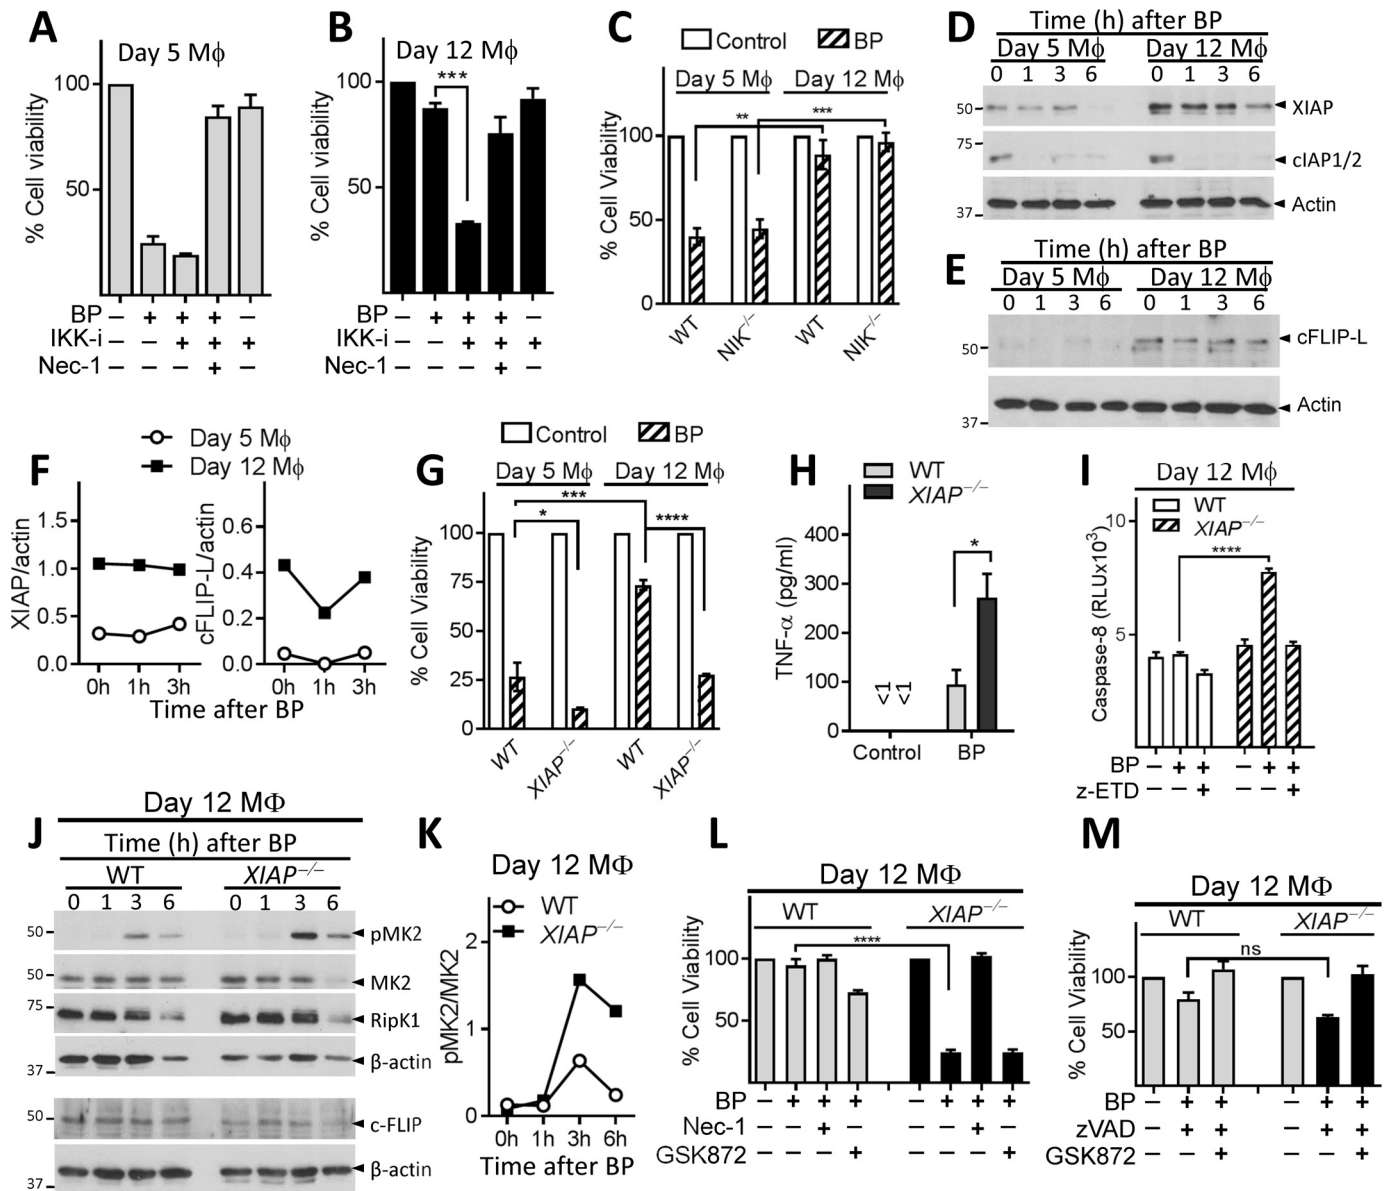 A
Day 5 Mϕ
% Cell viability
100
50
BP – + + + –
IKK-i – – + + +
Nec-1 – – – + –
B
Day 12 Mϕ
***
% Cell viability
100
50
BP – + + + –
IKK-i – – + + +
Nec-1 – – – + –
C
Control BP
Day 5 Mϕ Day 12 Mϕ
** ***
% Cell Viability
100
50
0
WT NIK–/– WT NIK–/–
D
Time (h) after BP
Day 5 Mϕ Day 12 Mϕ
0 1 3 6 0 1 3 6
50 XIAP
75
cIAP1/2
37 Actin
E
Time (h) after BP
Day 5 Mϕ Day 12 Mϕ
0 1 3 6 0 1 3 6
50 cFLIP-L
Actin
37
F
Day 5 Mϕ
Day 12 Mϕ
XIAP/actin
1.5
1.0
0.5
0.0
0h 1h 3h
cFLIP-L/actin
0.6
0.4
0.2
0.0
0h 1h 3h
Time after BP
G
Control BP
Day 5 Mϕ Day 12 Mϕ
***
* ****
% Cell Viability
100
75
50
25
0
WT XIAP–/– WT XIAP–/–
H
WT
XIAP–/–
TNF-α (pg/ml)
400
300
200
100
0
*
<1 <1
Control BP
I
Day 12 Mϕ
WT
XIAP–/–
****
Caspase-8 (RLUx10³)
10
5
BP – + + – + +
z-ETD – – + – – +
J
Day 12 MΦ
Time (h) after BP
WT XIAP–/–
0 1 3 6 0 1 3 6
50 pMK2
50 MK2
75 RipK1
β-actin
37
50 c-FLIP
β-actin
37
K
Day 12 MΦ
WT
XIAP–/–
pMK2/MK2
2
1
0
0h 1h 3h 6h
Time after BP
L
Day 12 MΦ
WT XIAP–/–
****
% Cell Viability
100
50
BP – + + + – + + +
Nec-1 – – + – – – + –
GSK872 – – – + – – – +
M
Day 12 MΦ
WT XIAP–/–
ns
% Cell Viability
100
50
BP – + + – + +
zVAD – + + – + +
GSK872 – – + – – +